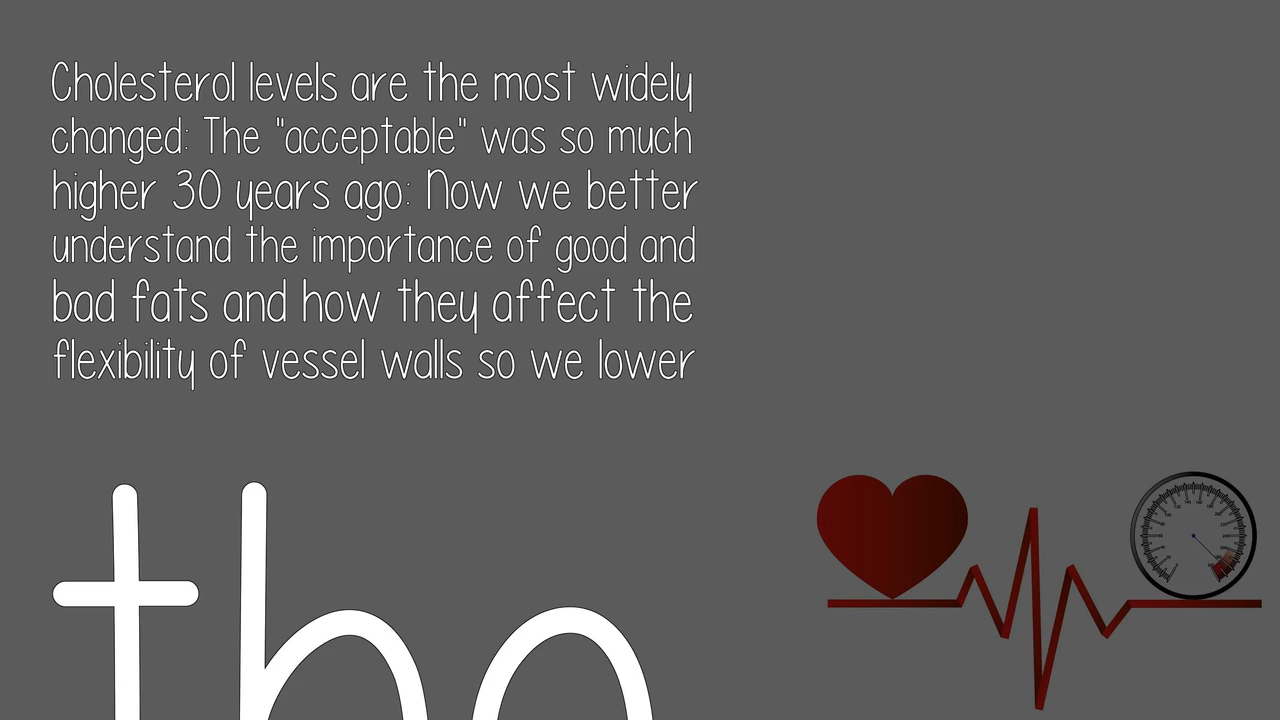 Cholesterol levels are the most widely
changed: The "acceptable" was so much
higher 30 years ago: Now we better
understand the importance of good and
bad fats and how they affect the
flexibility of vessel walls so we lower